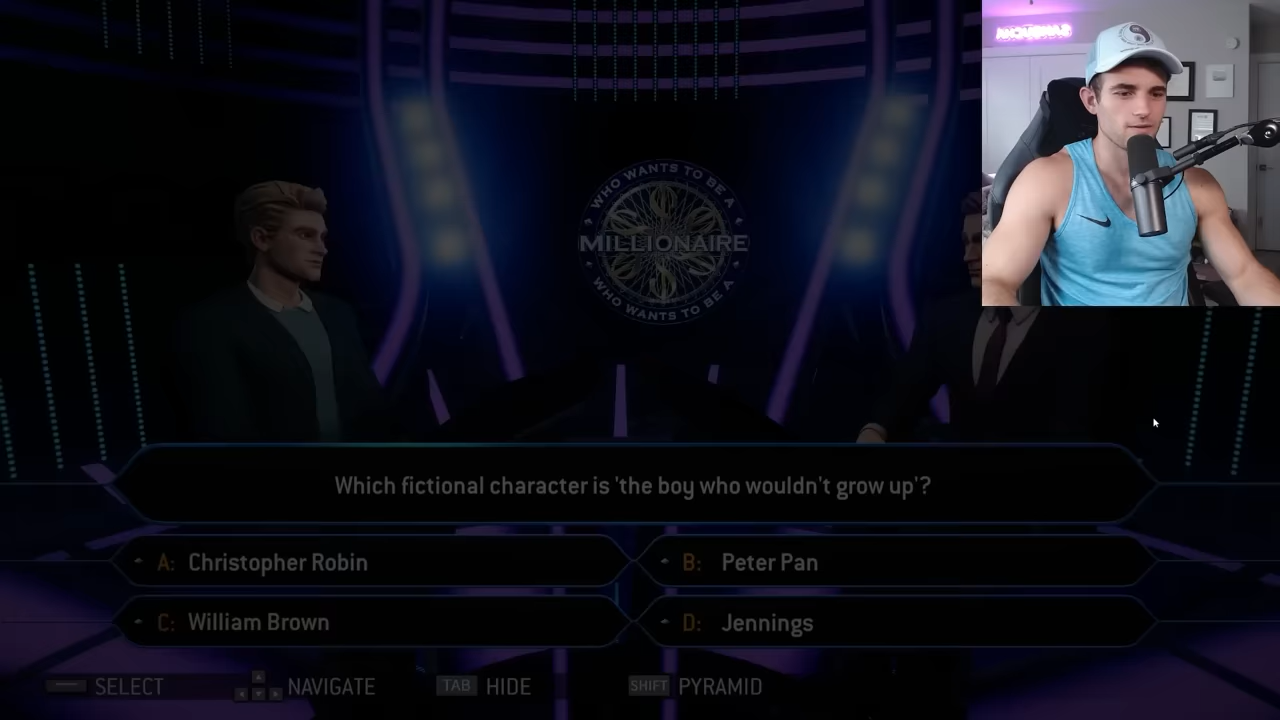 WHO WANTS TO BE A
MILLIONAIRE
WHO WANTS TO BE A
Which fictional character is 'the boy who wouldn't grow up'?
A: Christopher Robin
B: Peter Pan
C: William Brown
D: Jennings
SELECT
NAVIGATE
TAB HIDE
SHIFT PYRAMID